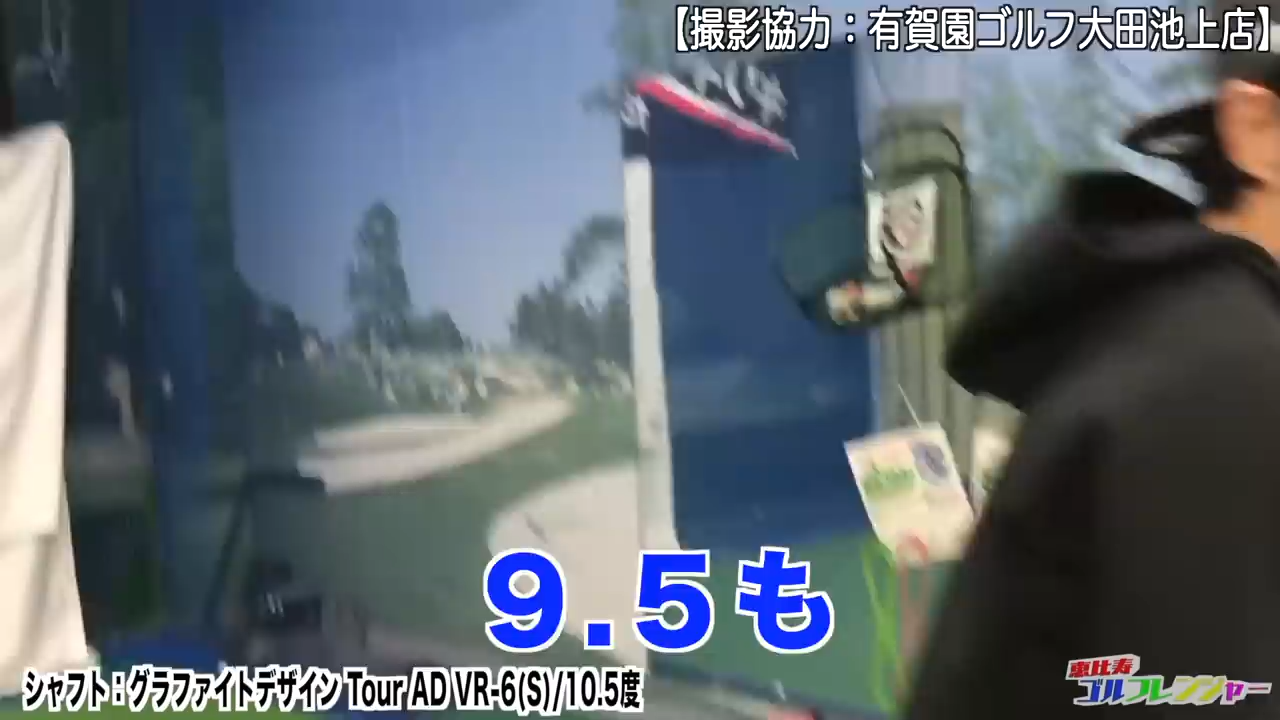 【撮影協力：有賀園ゴルフ大田池上店】
9.5も
シャフト：グラファイトデザイン Tour AD VR-6(S)/10.5度
恵比寿
ゴルフレンジャー